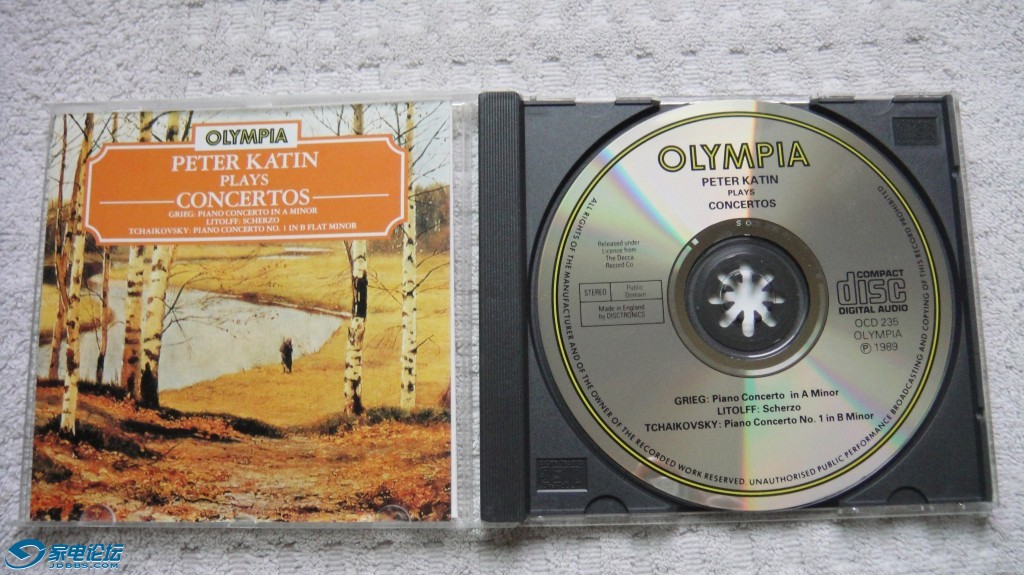 OLYMPIA
PETER KATIN
PLAYS
CONCERTOS
GRIEG: PIANO CONCERTO IN A MINOR
LITOLFF: SCHERZO
TCHAIKOVSKY: PIANO CONCERTO NO. 1 IN B FLAT MINOR
OLYMPIA
PETER KATIN
PLAYS
CONCERTOS
Released under
Licence from
The Decca
Record Co
STEREO
Public
Domain
Made in England
by DISCTRONICS
COMPACT
disc
DIGITAL AUDIO
OCD 235
OLYMPIA
Ⓟ 1989
GRIEG: Piano Concerto in A Minor
LITOLFF: Scherzo
TCHAIKOVSKY: Piano Concerto No. 1 in B Minor
ALL RIGHTS OF THE MANUFACTURER AND OF THE OWNER OF THE RECORDED WORK RESERVED. UNAUTHORISED PUBLIC PERFORMANCE BROADCASTING AND COPYING OF THIS RECORD PROHIBITED
家电论坛
JDBBS.COM